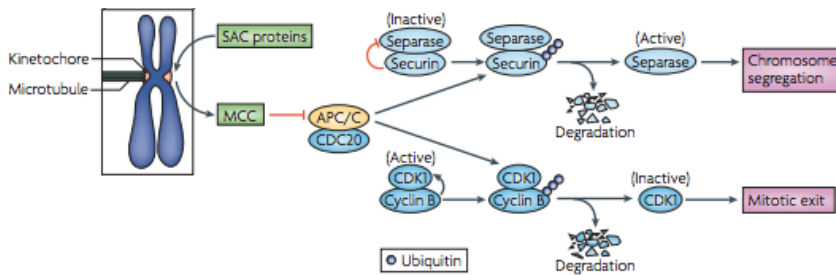 Kinetochore
Microtubule
SAC proteins
MCC
APC/C
CDC20
(Inactive)
Separase
Securin
Separase
Securin
Degradation
(Active)
Separase
Chromosome
segregation
(Active)
CDK1
Cyclin B
CDK1
Cyclin B
Degradation
(Inactive)
CDK1
Mitotic exit
Ubiquitin